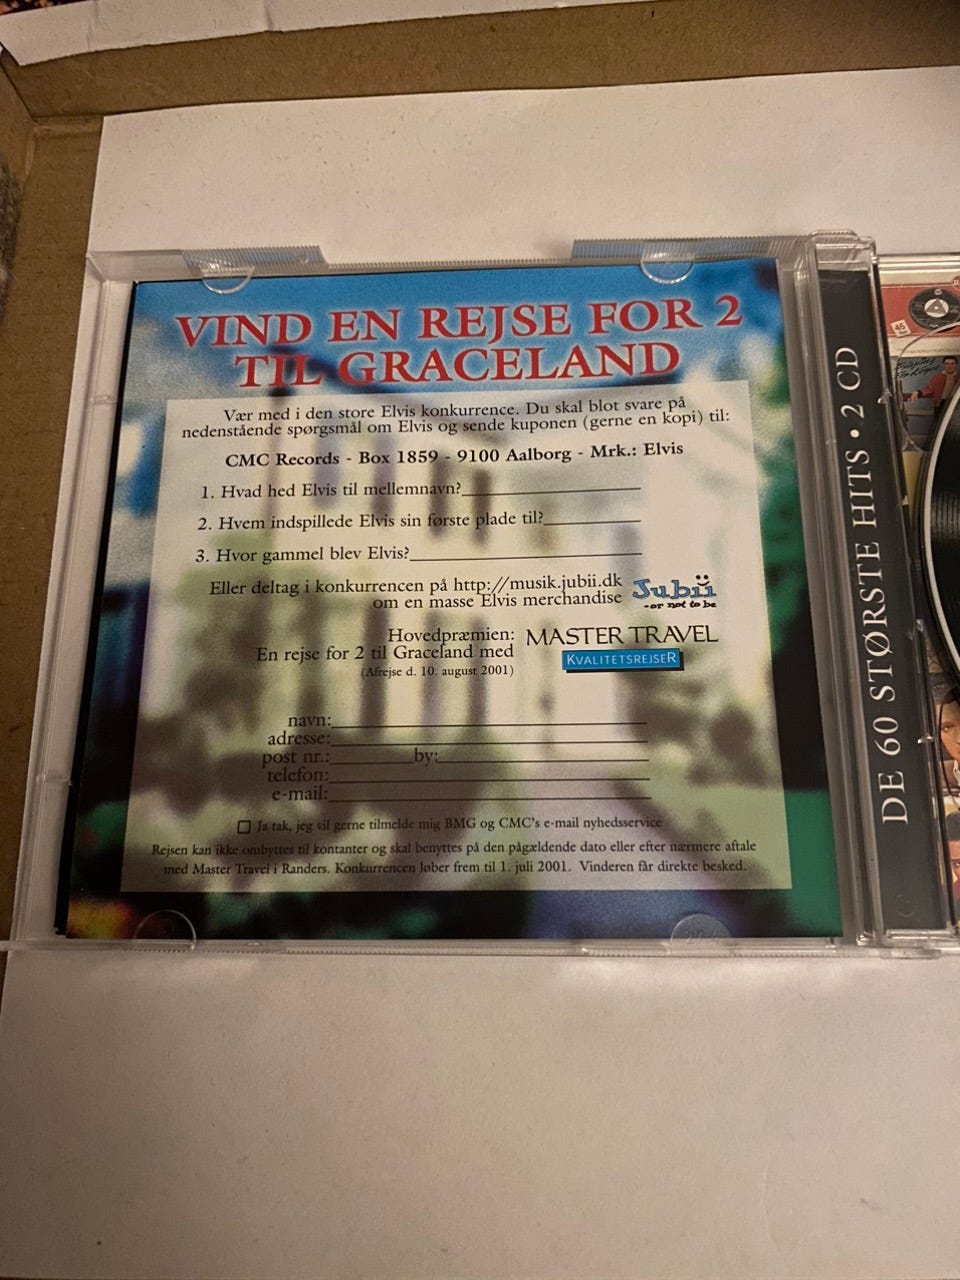 VIND EN REJSE FOR 2
TIL GRACELAND
Vær med i den store Elvis konkurrence. Du skal blot svare på
nedenstående spørgsmål om Elvis og sende kuponen (gerne en kopi) til:
CMC Records - Box 1859 - 9100 Aalborg - Mrk.: Elvis
1. Hvad hed Elvis til mellemnavn?
2. Hvem indspillede Elvis sin første plade til?
3. Hvor gammel blev Elvis?
Eller deltag i konkurrencen på http://musik.jubii.dk
om en masse Elvis merchandise
Jubii
-or not to be
Hovedpræmien:
En rejse for 2 til Graceland med
(Afrejse d. 10. august 2001)
MASTER TRAVEL
KVALITETSREJSER
navn:
adresse:
post nr.: by:
telefon:
e-mail:
Ja tak, jeg vil gerne tilmelde mig BMG og CMC's e-mail nyhedsservice
Rejsen kan ikke ombyttes til kontanter og skal benyttes på den pågældende dato eller efter nærmere aftale
med Master Travel i Randers. Konkurrencen løber frem til 1. juli 2001. Vinderen får direkte besked.
DE 60 STØRSTE HITS • 2 CD
45